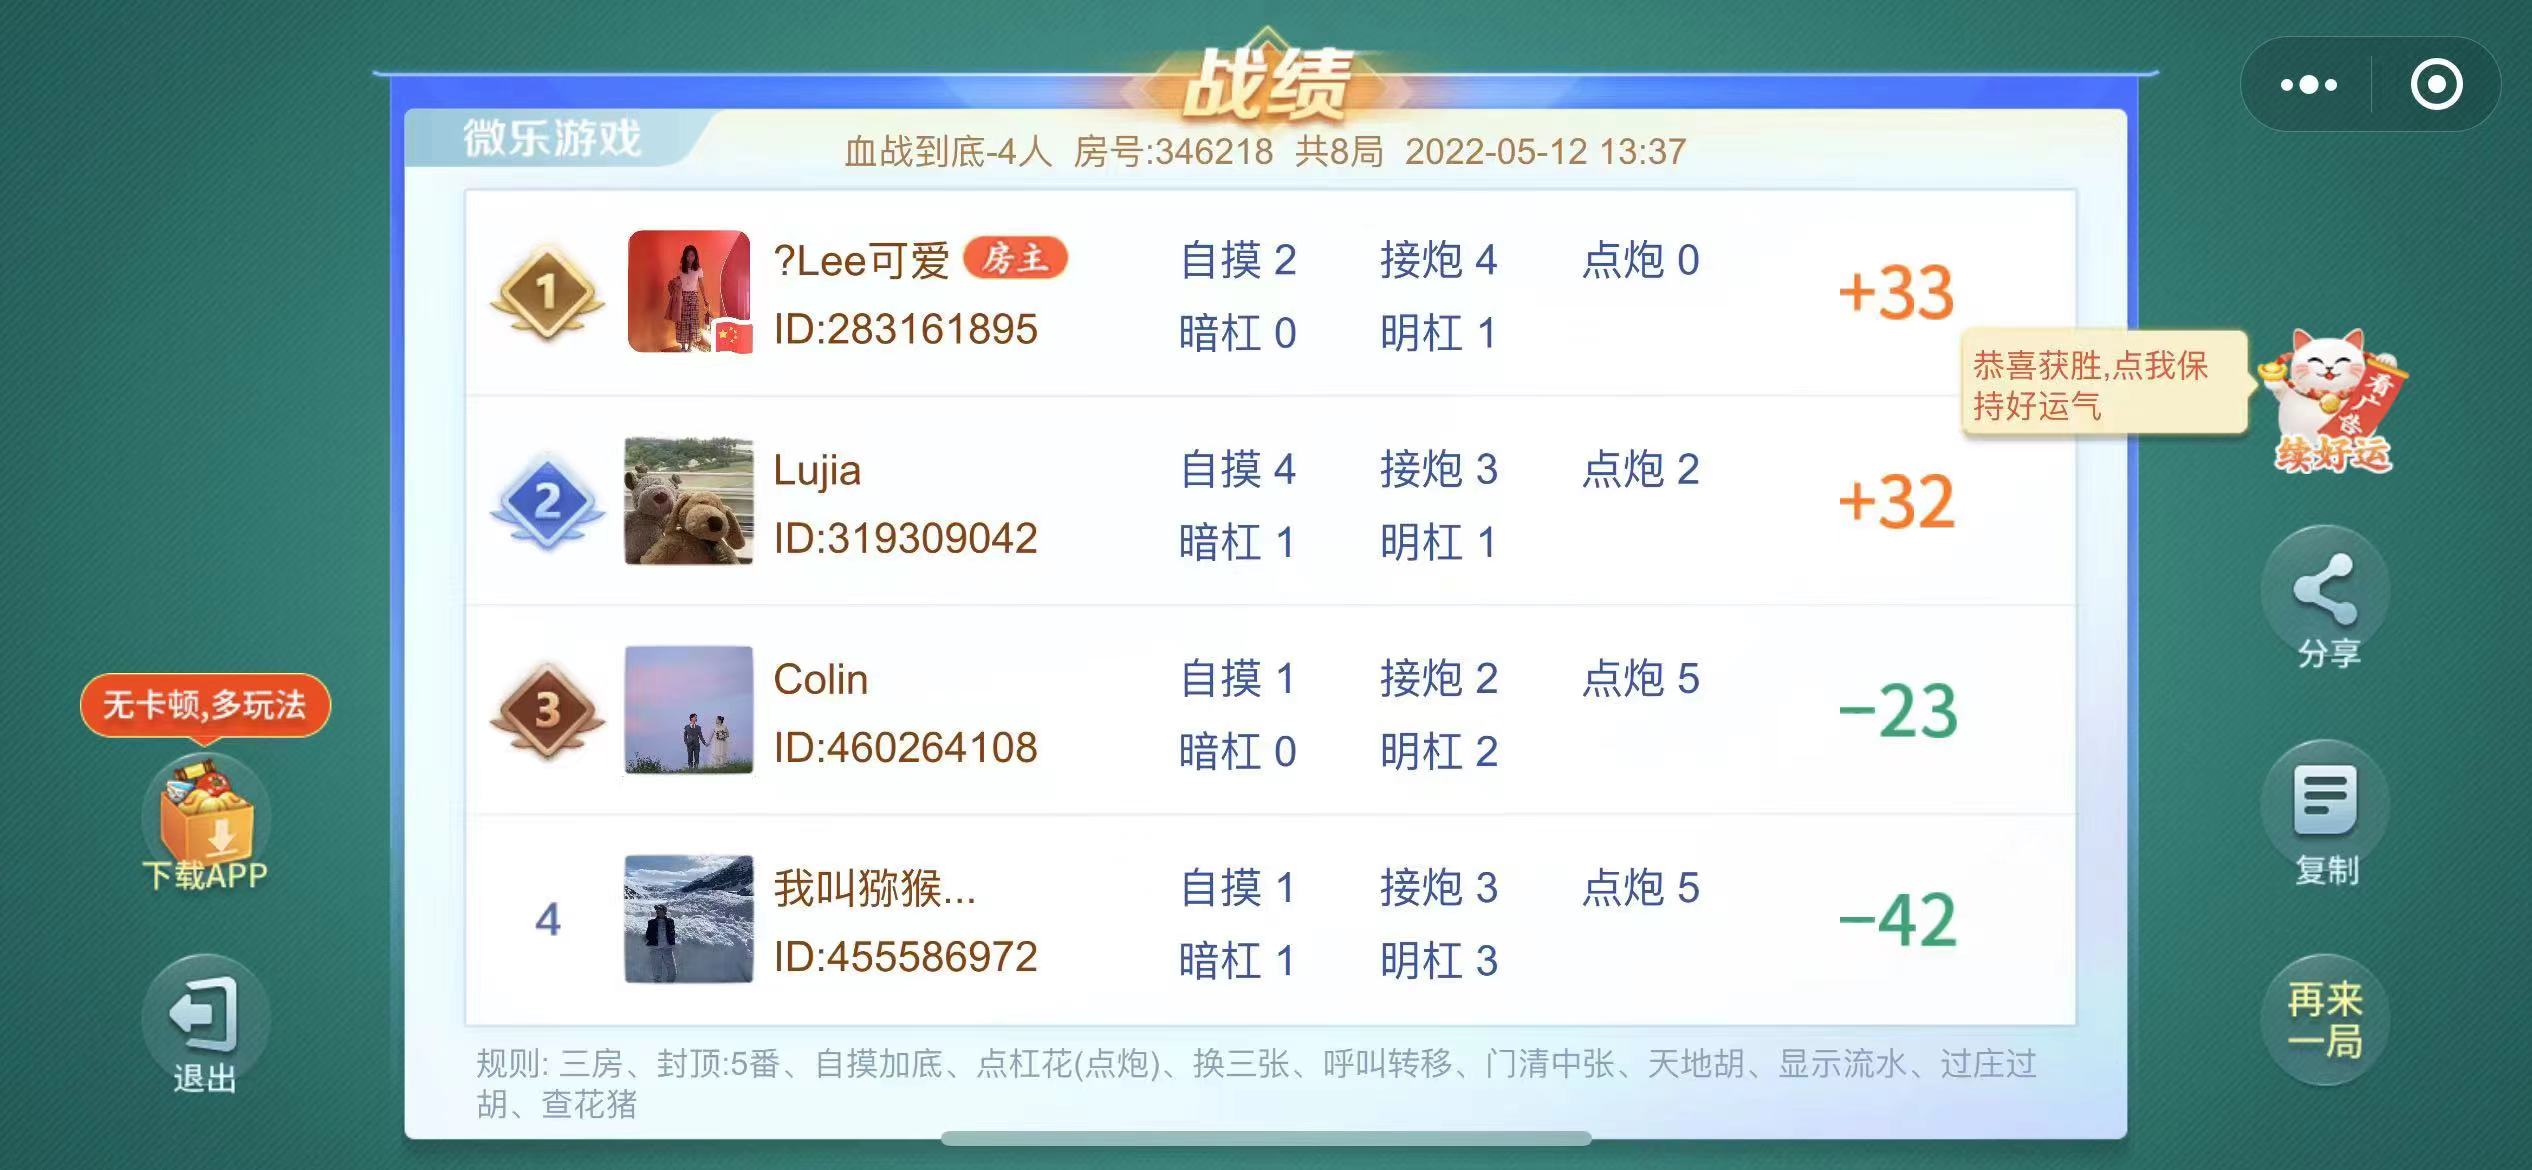 战绩
微乐游戏
血战到底-4人 房号:346218 共8局 2022-05-12 13:37
1
?Lee可爱 房主
ID:283161895
自摸 2 接炮 4 点炮 0
暗杠 0 明杠 1
+33
恭喜获胜,点我保
持好运气
看广告
续好运
2
Lujia
ID:319309042
自摸 4 接炮 3 点炮 2
暗杠 1 明杠 1
+32
分享
3
Colin
ID:460264108
自摸 1 接炮 2 点炮 5
暗杠 0 明杠 2
-23
无卡顿,多玩法
下载APP
复制
4
我叫猕猴...
ID:455586972
自摸 1 接炮 3 点炮 5
暗杠 1 明杠 3
-42
退出
再来
一局
规则: 三房、封顶:5番、自摸加底、点杠花(点炮)、换三张、呼叫转移、门清中张、天地胡、显示流水、过庄过
胡、查花猪